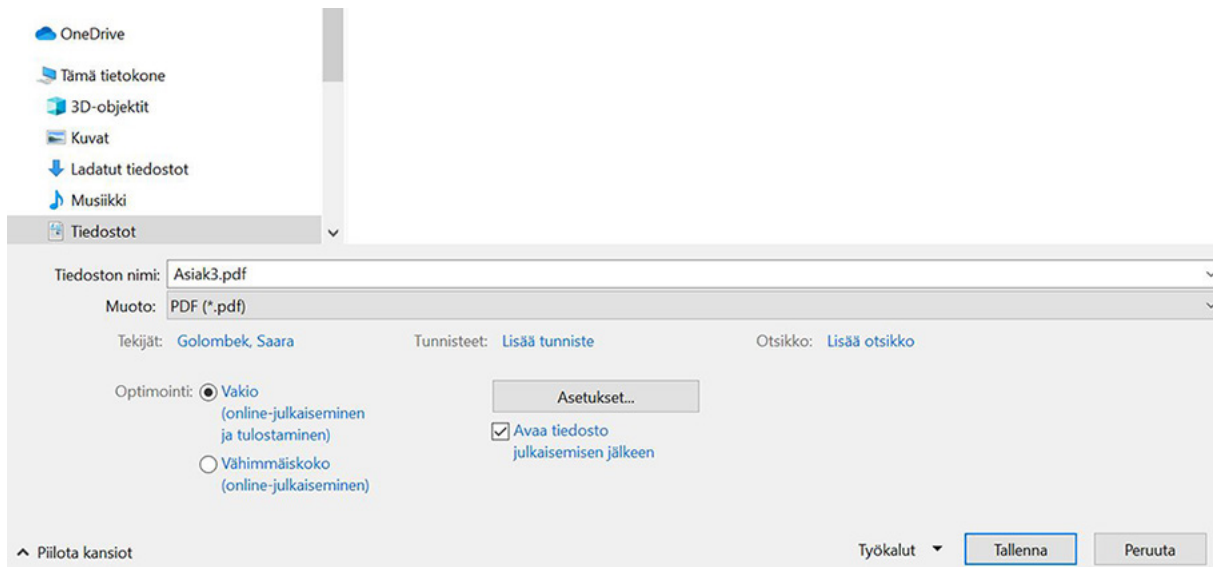 OneDrive
Tämä tietokone
3D-objektit
Kuvat
Ladatut tiedostot
Musiikki
Tiedostot
Tiedoston nimi: Asiak3.pdf
Muoto: PDF (*.pdf)
Tekijät: Golombek, Saara Tunnisteet: Lisää tunniste Otsikko: Lisää otsikko
Optimointi: Vakio
(online-julkaiseminen
ja tulostaminen)
Vähimmäiskoko
(online-julkaiseminen)
Asetukset...
Avaa tiedosto
julkaisemisen jälkeen
Piilota kansiot Työkalut Tallenna Peruuta